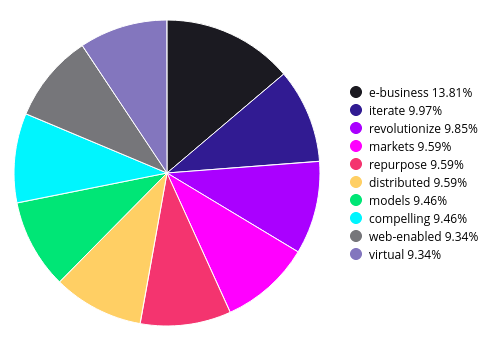 e-business 13.81%
iterate 9.97%
revolutionize 9.85%
markets 9.59%
repurpose 9.59%
distributed 9.59%
models 9.46%
compelling 9.46%
web-enabled 9.34%
virtual 9.34%